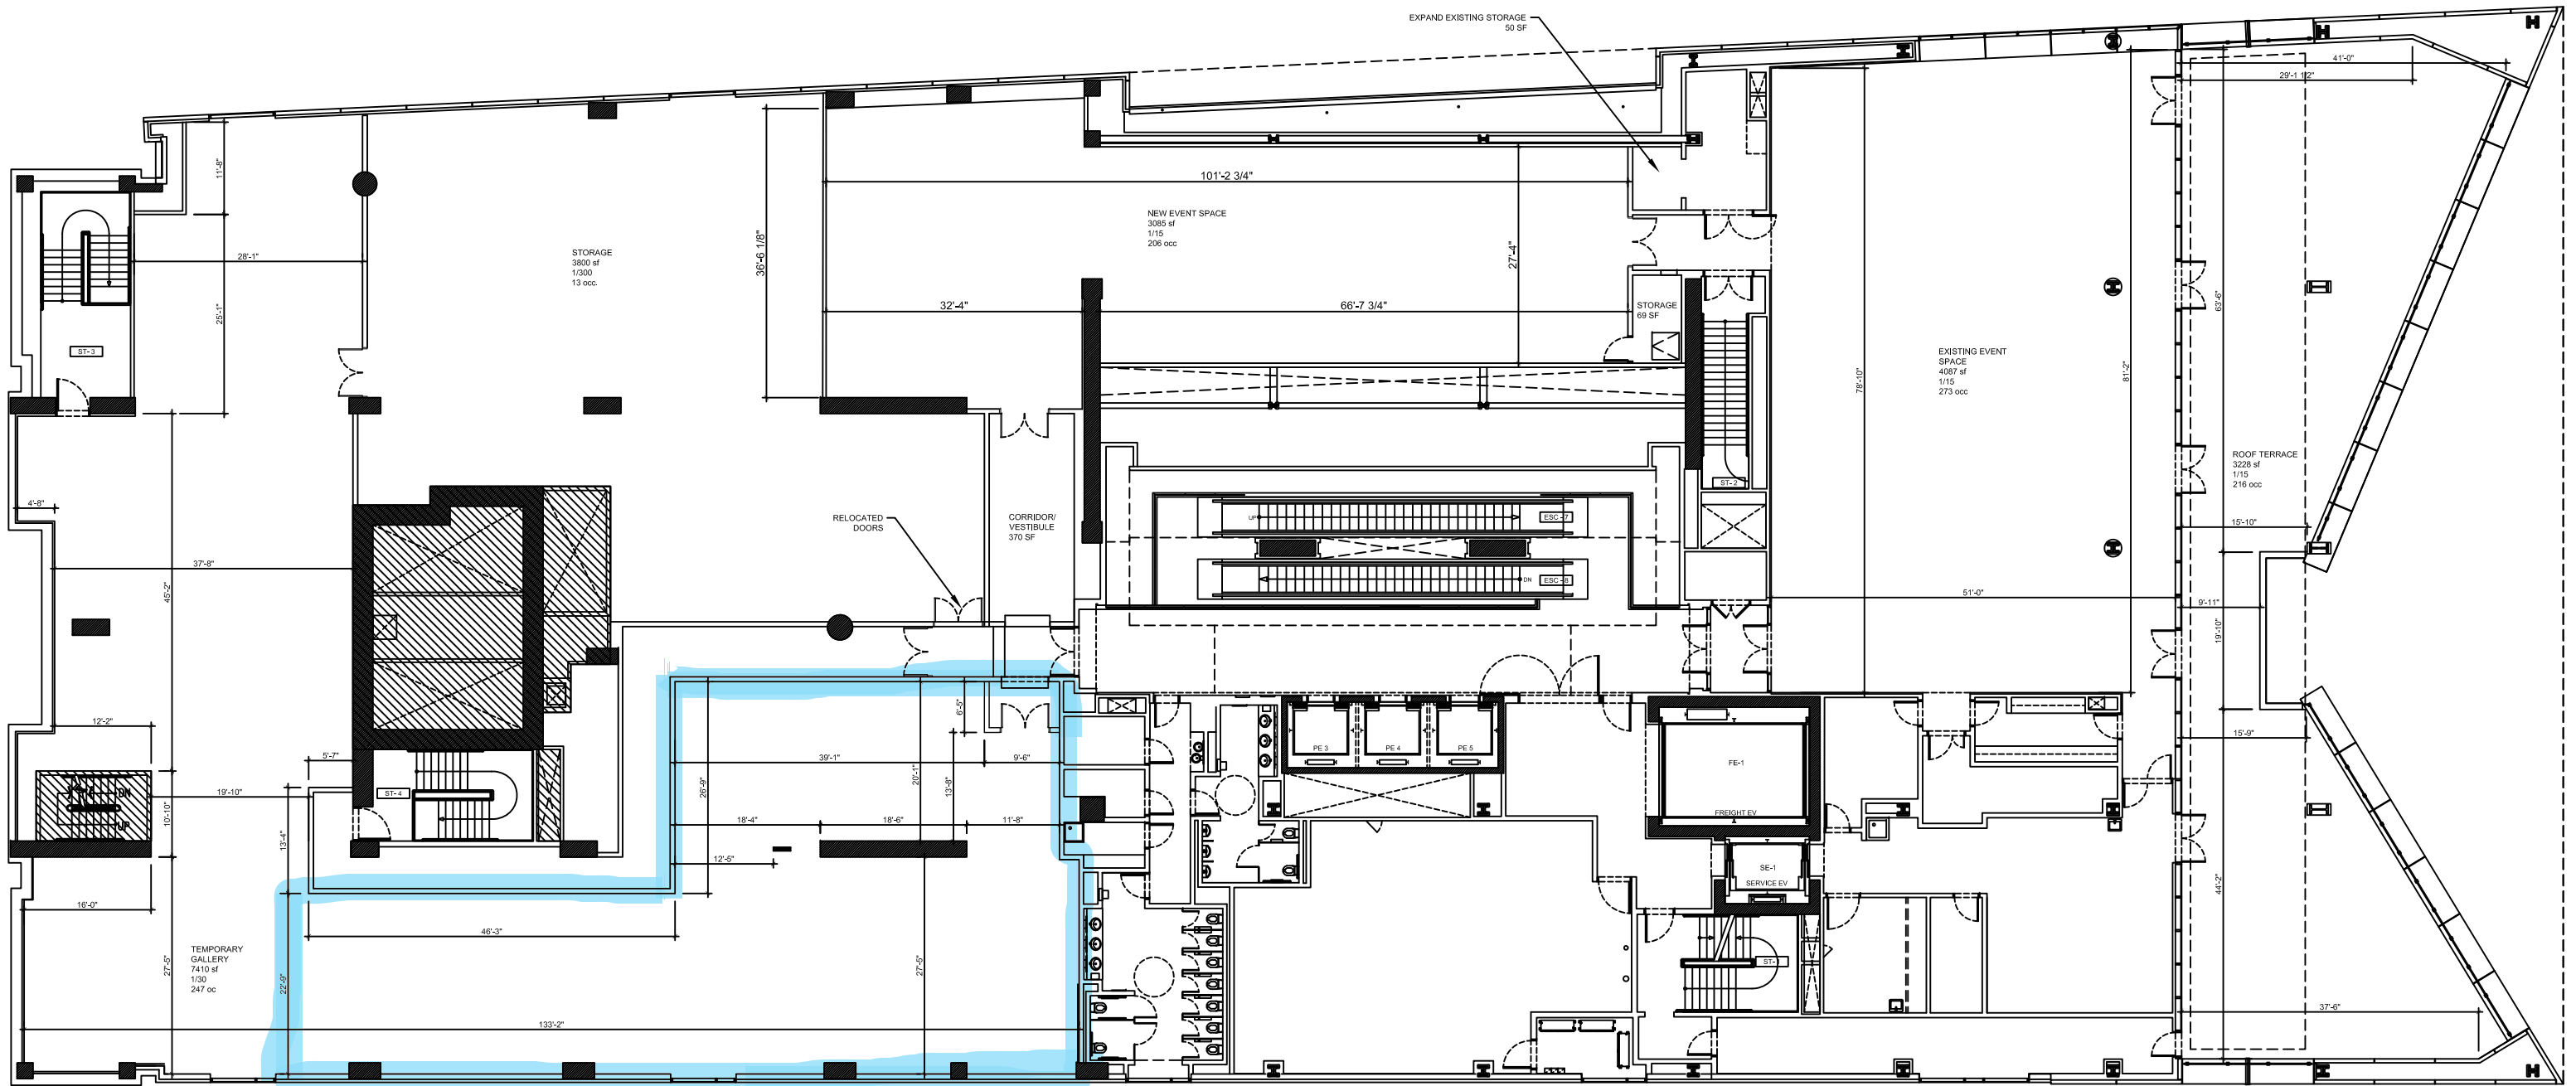 EXPAND EXISTING STORAGE
50 SF
41'-0"
29'-1 1/2"
11'-8"
101'-2 3/4"
NEW EVENT SPACE
3085 sf
1/15
206 occ
36'-6 1/8"
27'-4"
STORAGE
3800 sf
1/300
13 occ.
28'-1"
25'-1"
32'-4"
66'-7 3/4"
STORAGE
69 SF
63'-6"
ST-3
EXISTING EVENT
SPACE
4087 sf
1/15
273 occ
78'-10"
81'-2"
ROOF TERRACE
3228 sf
1/15
216 occ
ST-2
4'-8"
RELOCATED
DOORS
CORRIDOR/
VESTIBULE
370 SF
UP
ESC-7
15'-10"
37'-8"
45'-2"
DN
ESC-8
51'-0"
9'-11"
19'-10"
12'-2"
6'-5"
5'-7"
39'-1"
9'-6"
PE 3
PE 4
PE 5
15'-9"
FE-1
FREIGHT EV
DN
UP
19'-10"
ST-4
26'-9"
20'-1"
13'-8"
10'-10"
13'-4"
18'-4"
18'-6"
11'-8"
12'-5"
SE-1
SERVICE EV
44'-2"
16'-0"
46'-3"
TEMPORARY
GALLERY
7410 sf
1/30
247 oc
27'-5"
22'-9"
27'-5"
ST-1
133'-2"
37'-6"